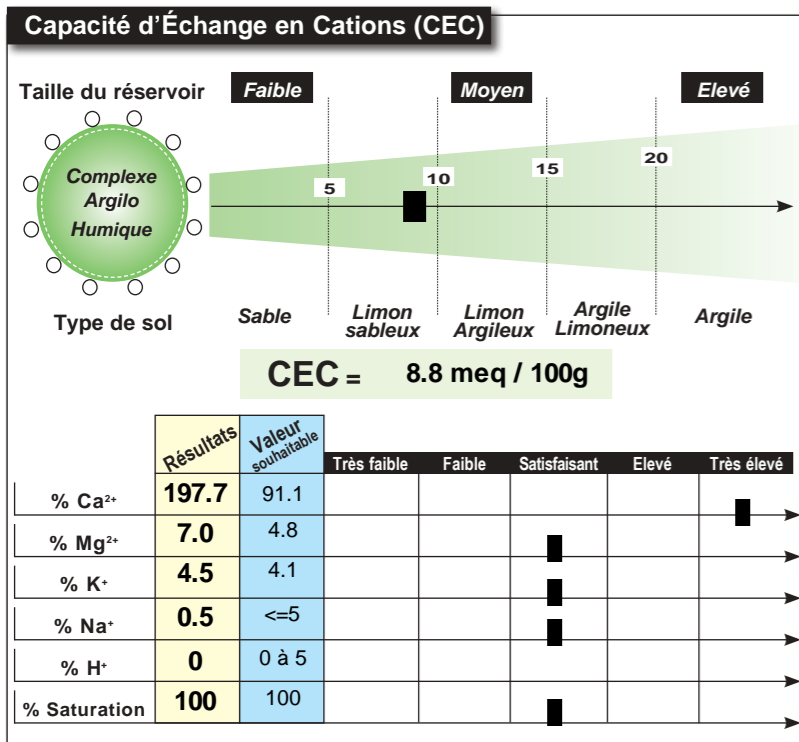 Capacité d'Échange en Cations (CEC)
Taille du réservoir
Faible
Moyen
Elevé
Complexe
Argilo
Humique
5
10
15
20
Type de sol
Sable
Limon
sableux
Limon
Argileux
Argile
Limoneux
Argile
CEC = 8.8 meq / 100g
Résultats
Valeur
souhaitable
Très faible
Faible
Satisfaisant
Elevé
Très élevé
% Ca2+ 197.7 91.1
% Mg2+ 7.0 4.8
% K+ 4.5 4.1
% Na+ 0.5 <=5
% H+ 0 0 à 5
% Saturation 100 100